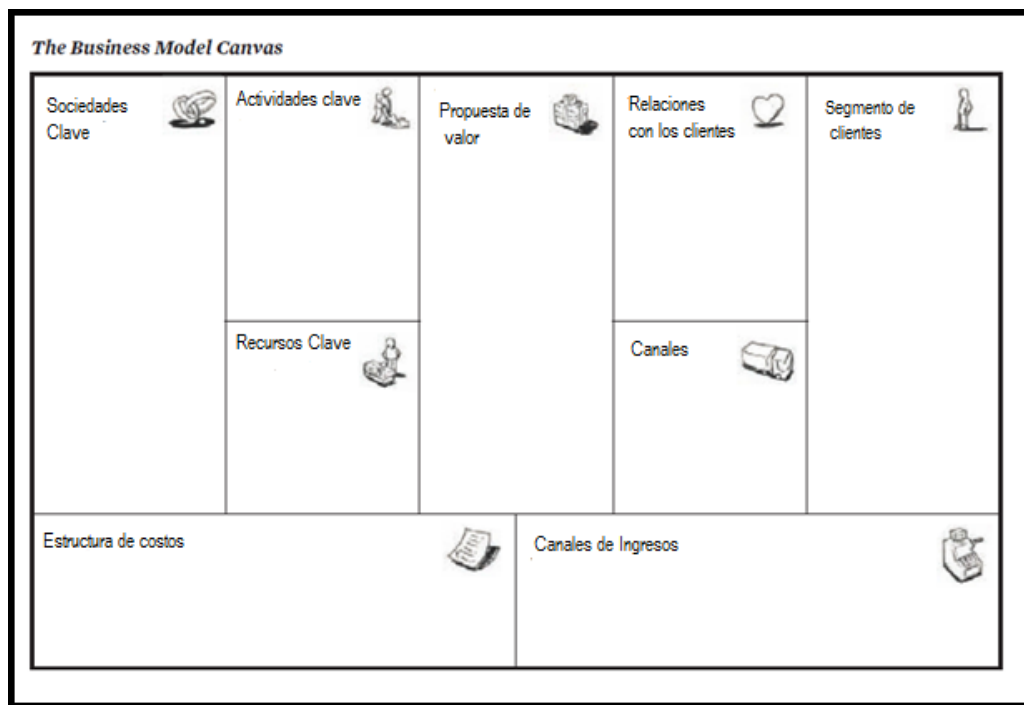 The Business Model Canvas
Sociedades
Clave
Actividades clave
Propuesta de
valor
Relaciones
con los clientes
Segmento de
clientes
Recursos Clave
Canales
Estructura de costos
Canales de Ingresos